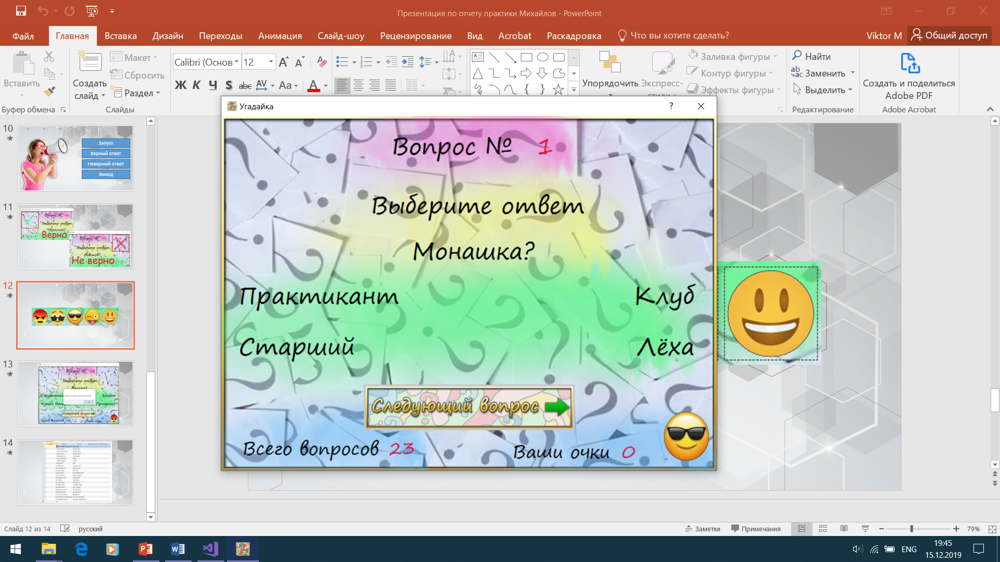 Презентация по отчету практики Михайлов - PowerPoint
Файл Главная Вставка Дизайн Переходы Анимация Слайд-шоу Рецензирование Вид Acrobat Раскадровка Что вы хотите сделать? Viktor M Общий доступ
Вставить
Буфер обмена
Создать слайд
Макет
Сбросить
Раздел
Слайды
Calibri (Основ 12
Ж К Ч S abc AV Aa А
Упорядочить
Экспресс-
стили
Заливка фигуры
Контур фигуры
Эффекты фигуры
Найти
Заменить
Выделить
Редактирование
Создать и поделиться
Adobe PDF
Adobe Acrobat
10
Запуск
Верный ответ
Неверный ответ
Выход
11
Вопрос №
Выберите ответ
Реутская?
Верно
Вопрос № 7
Выберите ответ
Новиков?
Не верно
12
13
Вопрос № 23
Выберите ответ
Следующий вопрос
14
Угадайка ?
Вопрос № 1
Выберите ответ
Монашка?
Практикант Клуб
Старший Лёха
Следующий вопрос
Всего вопросов 23 Ваши очки 0
Слайд 12 из 14 русский Заметки Примечания 79%
ENG 19:45
15.12.2019